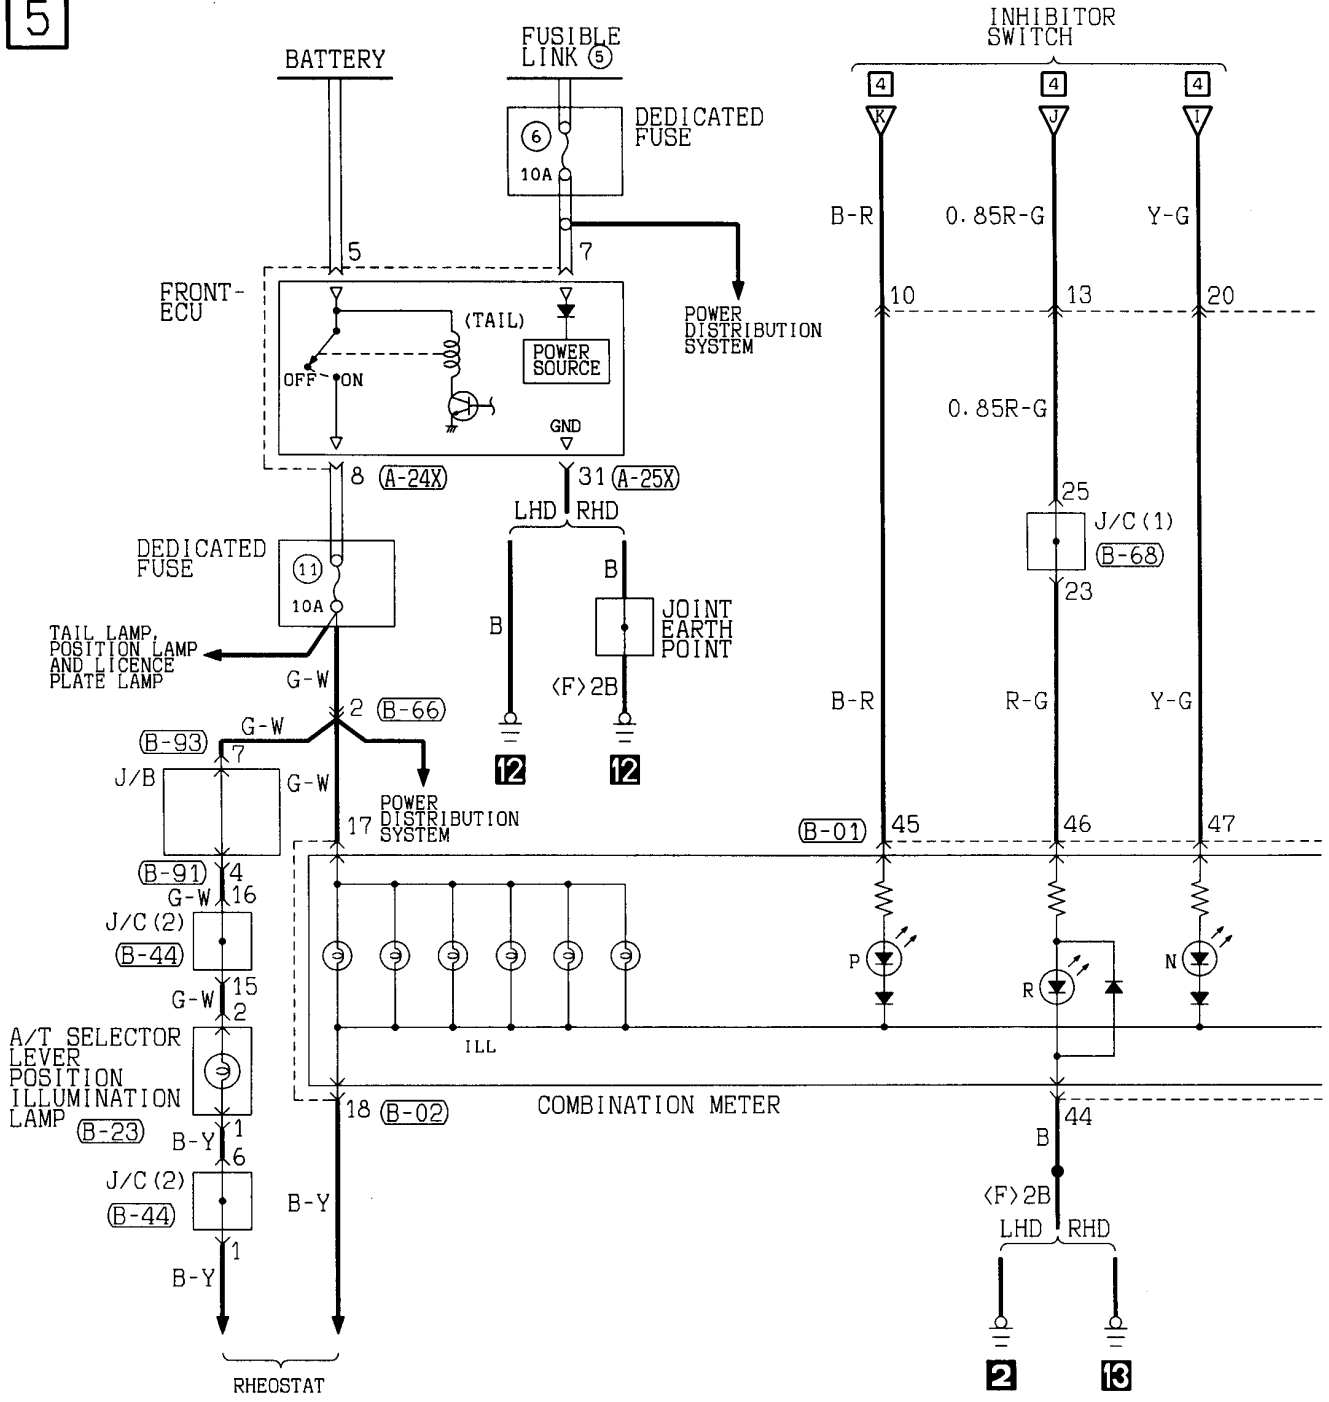 5
INHIBITOR
SWITCH
FUSIBLE
LINK 5
BATTERY
4
4
4
K
J
I
6
10A
DEDICATED
FUSE
B-R
0.85R-G
Y-G
5
7
FRONT-
ECU
(TAIL)
POWER
SOURCE
OFF
ON
GND
POWER
DISTRIBUTION
SYSTEM
10
13
20
0.85R-G
8
(A-24X)
31
(A-25X)
25
J/C(1)
(B-68)
23
LHD
RHD
DEDICATED
FUSE
11
10A
B
B
JOINT
EARTH
POINT
TAIL LAMP,
POSITION LAMP
AND LICENCE
PLATE LAMP
G-W
<F>2B
B-R
R-G
Y-G
2
(B-66)
G-W
(B-93)
7
12
12
J/B
G-W
POWER
DISTRIBUTION
SYSTEM
17
(B-01)
45
46
47
(B-91)
4
G-W
16
J/C(2)
(B-44)
P
R
N
15
G-W
2
A/T SELECTOR
LEVER
POSITION
ILLUMINATION
LAMP
(B-23)
ILL
18
(B-02)
COMBINATION METER
44
1
B-Y
6
B
J/C(2)
(B-44)
B-Y
<F>2B
LHD
RHD
1
B-Y
2
13
RHEOSTAT